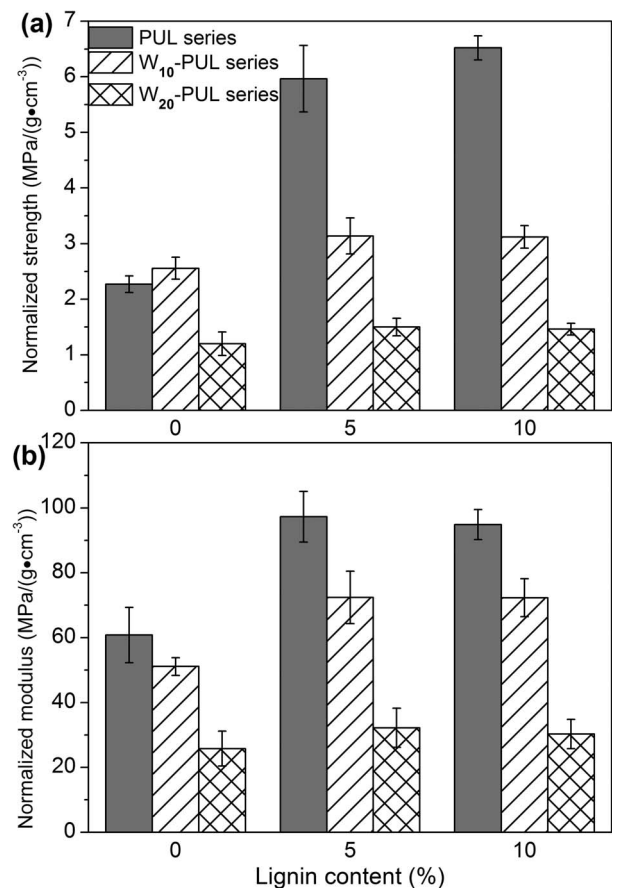 (a)
PUL series
W10-PUL series
W20-PUL series
Normalized strength (MPa/(g•cm-3))
7
6
5
4
3
2
1
0
0 5 10
(b)
Normalized modulus (MPa/(g•cm-3))
120
100
80
60
40
20
0
0 5 10
Lignin content (%)